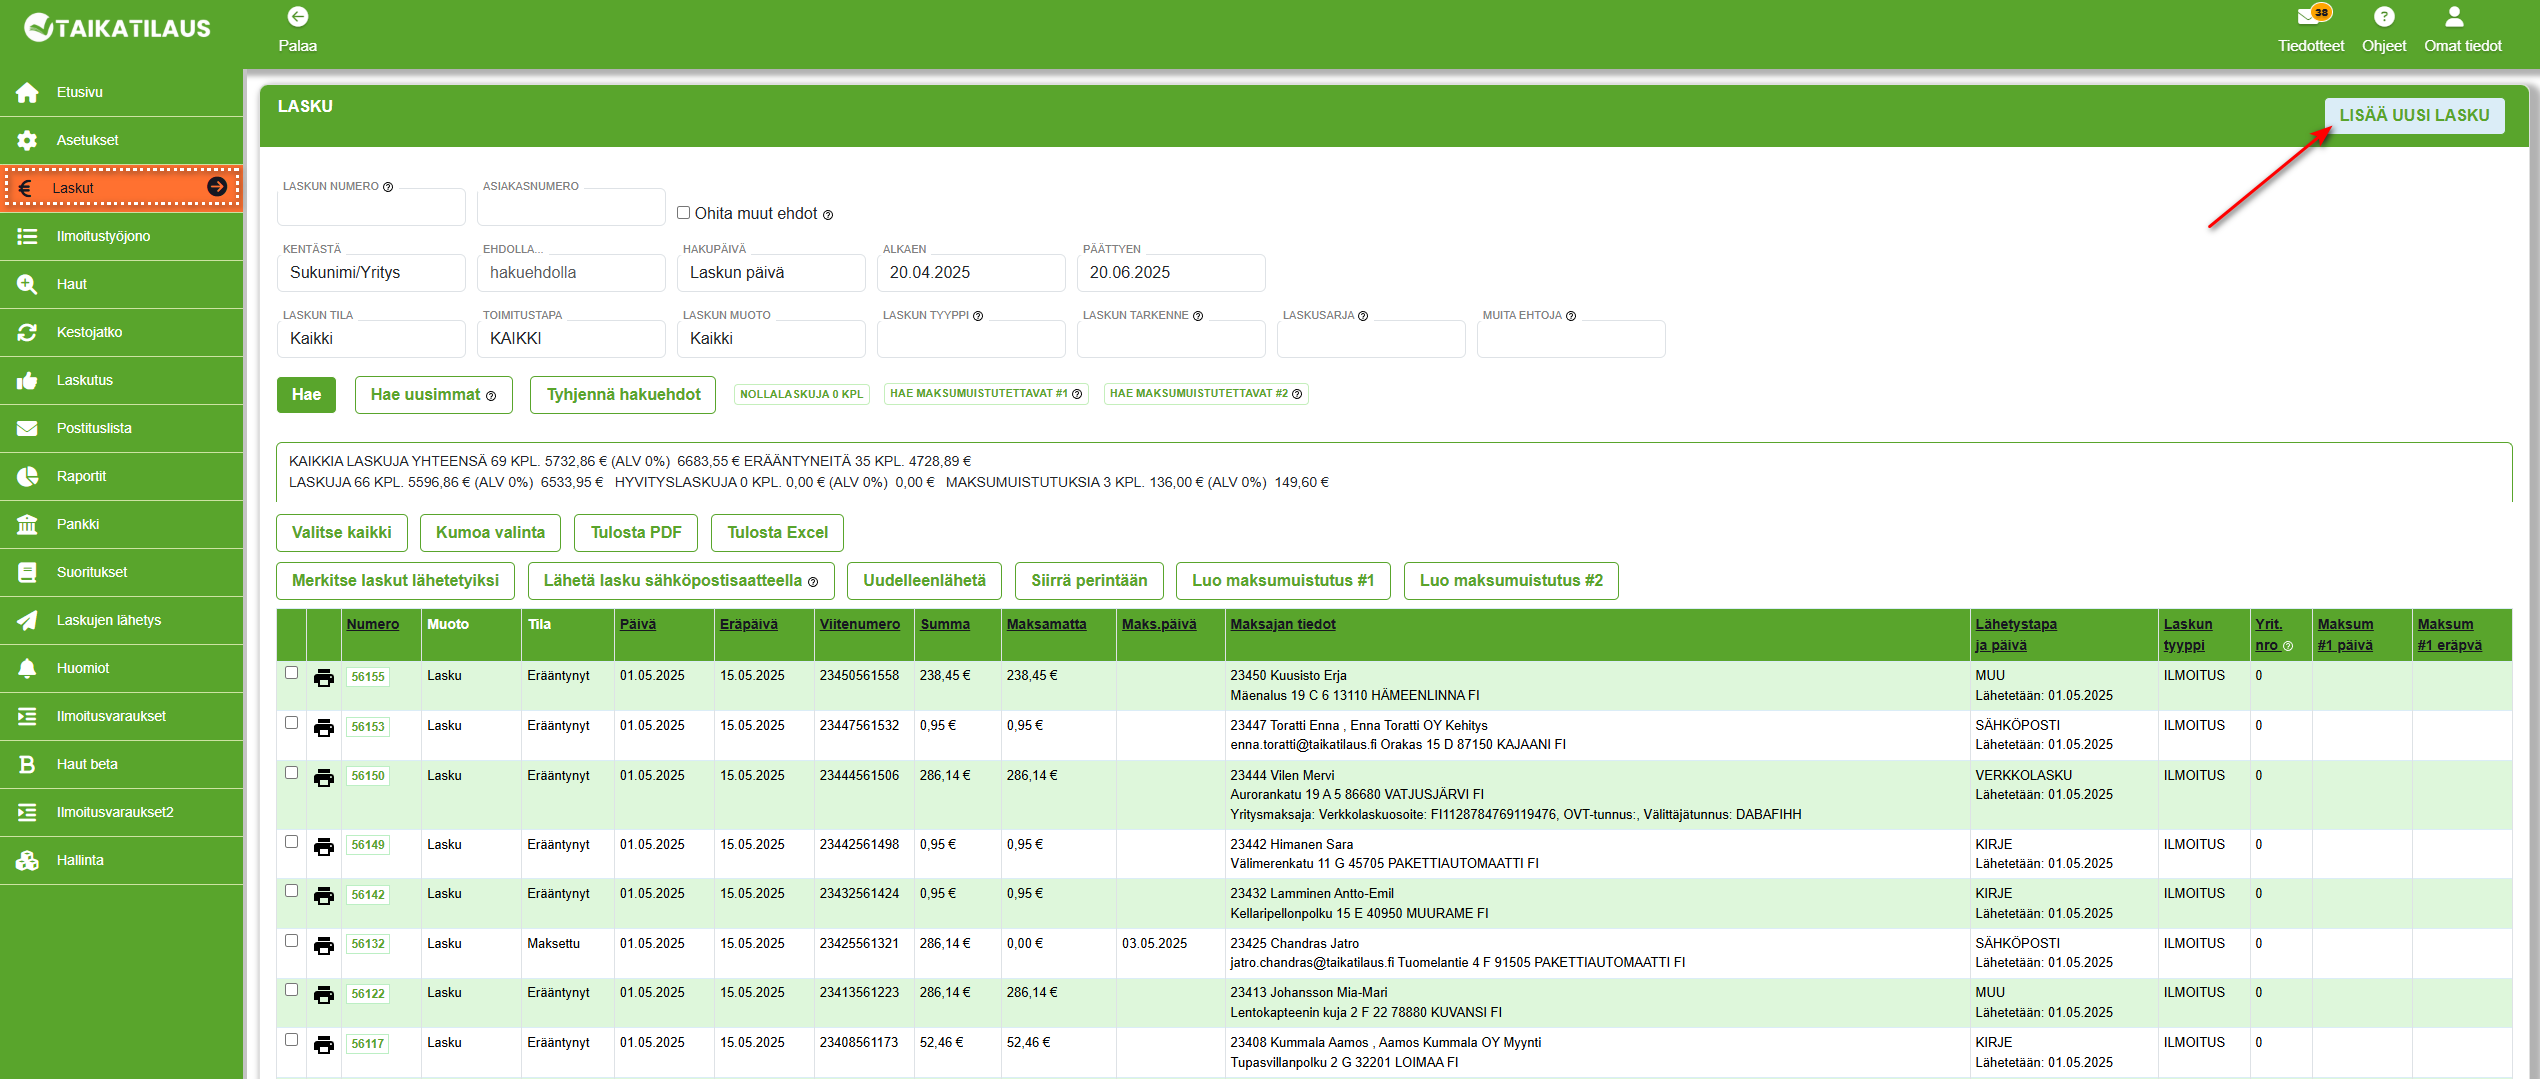 TAIKATILAUS
Palaa
38
Tiedotteet
Ohjeet
Omat tiedot
Etusivu
Asetukset
Laskut
Ilmoitustyöjono
Haut
Kestojatko
Laskutus
Postituslista
Raportit
Pankki
Suoritukset
Laskujen lähetys
Huomiot
Ilmoitusvaraukset
Haut beta
Ilmoitusvaraukset2
Hallinta
LASKU
LISÄÄ UUSI LASKU
LASKUN NUMERO ASIAKASNUMERO
Ohita muut ehdot
KENTÄSTÄ EHDOLLA... HAKUPÄIVÄ ALKAEN PÄÄTTYEN
Sukunimi/Yritys hakuehdolla Laskun päivä 20.04.2025 20.06.2025
LASKUN TILA TOIMITUSTAPA LASKUN MUOTO LASKUN TYYPPI LASKUN TARKENNE LASKUSARJA MUITA EHTOJA
Kaikki KAIKKI Kaikki
Hae Hae uusimmat Tyhjennä hakuehdot NOLLALASKUJA 0 KPL HAE MAKSUMUISTUTETTAVAT #1 HAE MAKSUMUISTUTETTAVAT #2
KAIKKIA LASKUJA YHTEENSÄ 69 KPL. 5732,86 € (ALV 0%) 6683,55 € ERÄÄNTYNEITÄ 35 KPL. 4728,89 €
LASKUJA 66 KPL. 5596,86 € (ALV 0%) 6533,95 € HYVITYSLASKUJA 0 KPL. 0,00 € (ALV 0%) 0,00 € MAKSUMUISTUTUKSIA 3 KPL. 136,00 € (ALV 0%) 149,60 €
Valitse kaikki Kumoa valinta Tulosta PDF Tulosta Excel
Merkitse laskut lähetetyiksi Lähetä lasku sähköpostisaatteella Uudelleenlähetä Siirrä perintään Luo maksumuistutus #1 Luo maksumuistutus #2
Numero Muoto Tila Päivä Eräpäivä Viitenumero Summa Maksamatta Maks.päivä Maksajan tiedot Lähetystapa Laskun Yrit. Maksum Maksum
ja päivä tyyppi nro #1 päivä #1 eräpvä
56155 Lasku Erääntynyt 01.05.2025 15.05.2025 23450561558 238,45 € 238,45 € 23450 Kuusisto Erja MUU ILMOITUS 0
Mäenalus 19 C 6 13110 HÄMEENLINNA FI Lähetetään: 01.05.2025
56153 Lasku Erääntynyt 01.05.2025 15.05.2025 23447561532 0,95 € 0,95 € 23447 Toratti Enna , Enna Toratti OY Kehitys SÄHKÖPOSTI ILMOITUS 0
enna.toratti@taikatilaus.fi Orakas 15 D 87150 KAJAANI FI Lähetetään: 01.05.2025
56150 Lasku Erääntynyt 01.05.2025 15.05.2025 23444561506 286,14 € 286,14 € 23444 Vilen Mervi VERKKOLASKU ILMOITUS 0
Aurorankatu 19 A 5 86680 VATJUSJÄRVI FI Lähetetään: 01.05.2025
Yritysmaksaja: Verkkolaskuosoite: FI1128784769119476, OVT-tunnus:, Välittäjätunnus: DABAFIHH
56149 Lasku Erääntynyt 01.05.2025 15.05.2025 23442561498 0,95 € 0,95 € 23442 Himanen Sara KIRJE ILMOITUS 0
Välimerenkatu 11 G 45705 PAKETTIAUTOMAATTI FI Lähetetään: 01.05.2025
56142 Lasku Erääntynyt 01.05.2025 15.05.2025 23432561424 0,95 € 0,95 € 23432 Lamminen Antto-Emil KIRJE ILMOITUS 0
Kellaripellonpolku 15 E 40950 MUURAME FI Lähetetään: 01.05.2025
56132 Lasku Maksettu 01.05.2025 15.05.2025 23425561321 286,14 € 0,00 € 03.05.2025 23425 Chandras Jatro SÄHKÖPOSTI ILMOITUS 0
jatro.chandras@taikatilaus.fi Tuomelantie 4 F 91505 PAKETTIAUTOMAATTI FI Lähetetään: 01.05.2025
56122 Lasku Erääntynyt 01.05.2025 15.05.2025 23413561223 286,14 € 286,14 € 23413 Johansson Mia-Mari MUU ILMOITUS 0
Lentokapteenin kuja 2 F 22 78880 KUVANSI FI Lähetetään: 01.05.2025
56117 Lasku Erääntynyt 01.05.2025 15.05.2025 23408561173 52,46 € 52,46 € 23408 Kummala Aamos , Aamos Kummala OY Myynti KIRJE ILMOITUS 0
Tupasvillanpolku 2 G 32201 LOIMAA FI Lähetetään: 01.05.2025